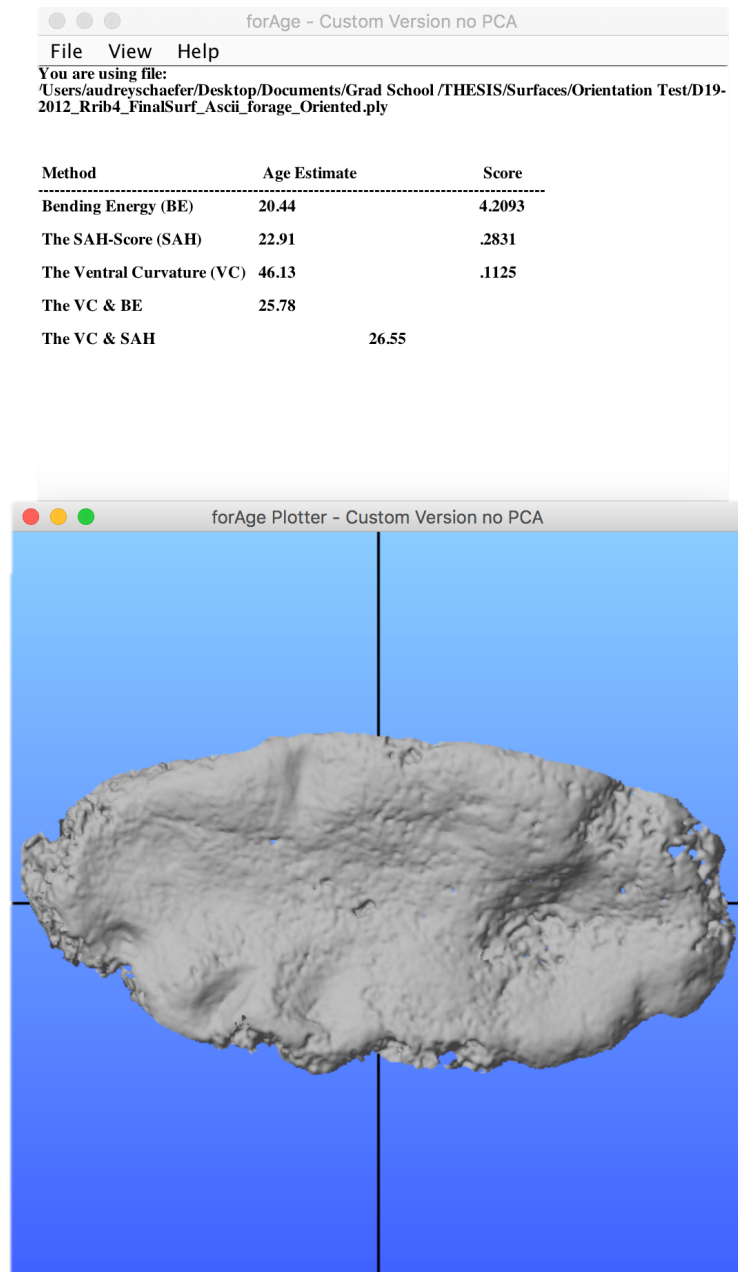 forAge - Custom Version no PCA
File View Help
You are using file:
'Users/audreyschaefer/Desktop/Documents/Grad School /THESIS/Surfaces/Orientation Test/D19-
2012_Rrib4_FinalSurf_Ascii_forage_Oriented.ply
Method Age Estimate Score
Bending Energy (BE) 20.44 4.2093
The SAH-Score (SAH) 22.91 .2831
The Ventral Curvature (VC) 46.13 .1125
The VC & BE 25.78
The VC & SAH 26.55
forAge Plotter - Custom Version no PCA